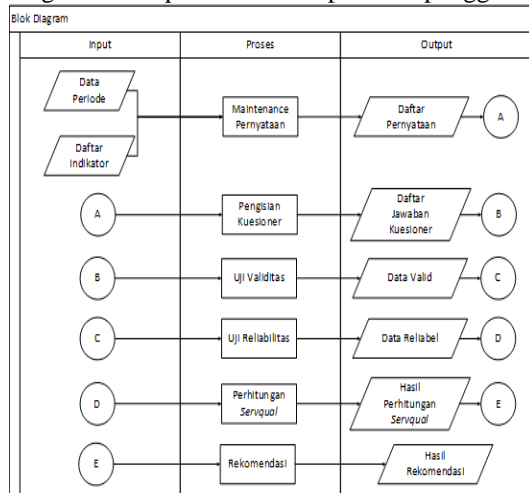 Blok Diagram
Input
Proses
Output
Data
Periode
Daftar
Indikator
Maintenance
Pernyataan
Daftar
Pernyataan
A
A
Pengisian
Kuesioner
Daftar
Jawaban
Kuesioner
B
B
Uji Validitas
Data Valid
C
C
Uji Reliabilitas
Data Reliabel
D
D
Perhitungan
Servqual
Hasil
Perhitungan
Servqual
E
E
Rekomendasi
Hasil
Rekomendasi